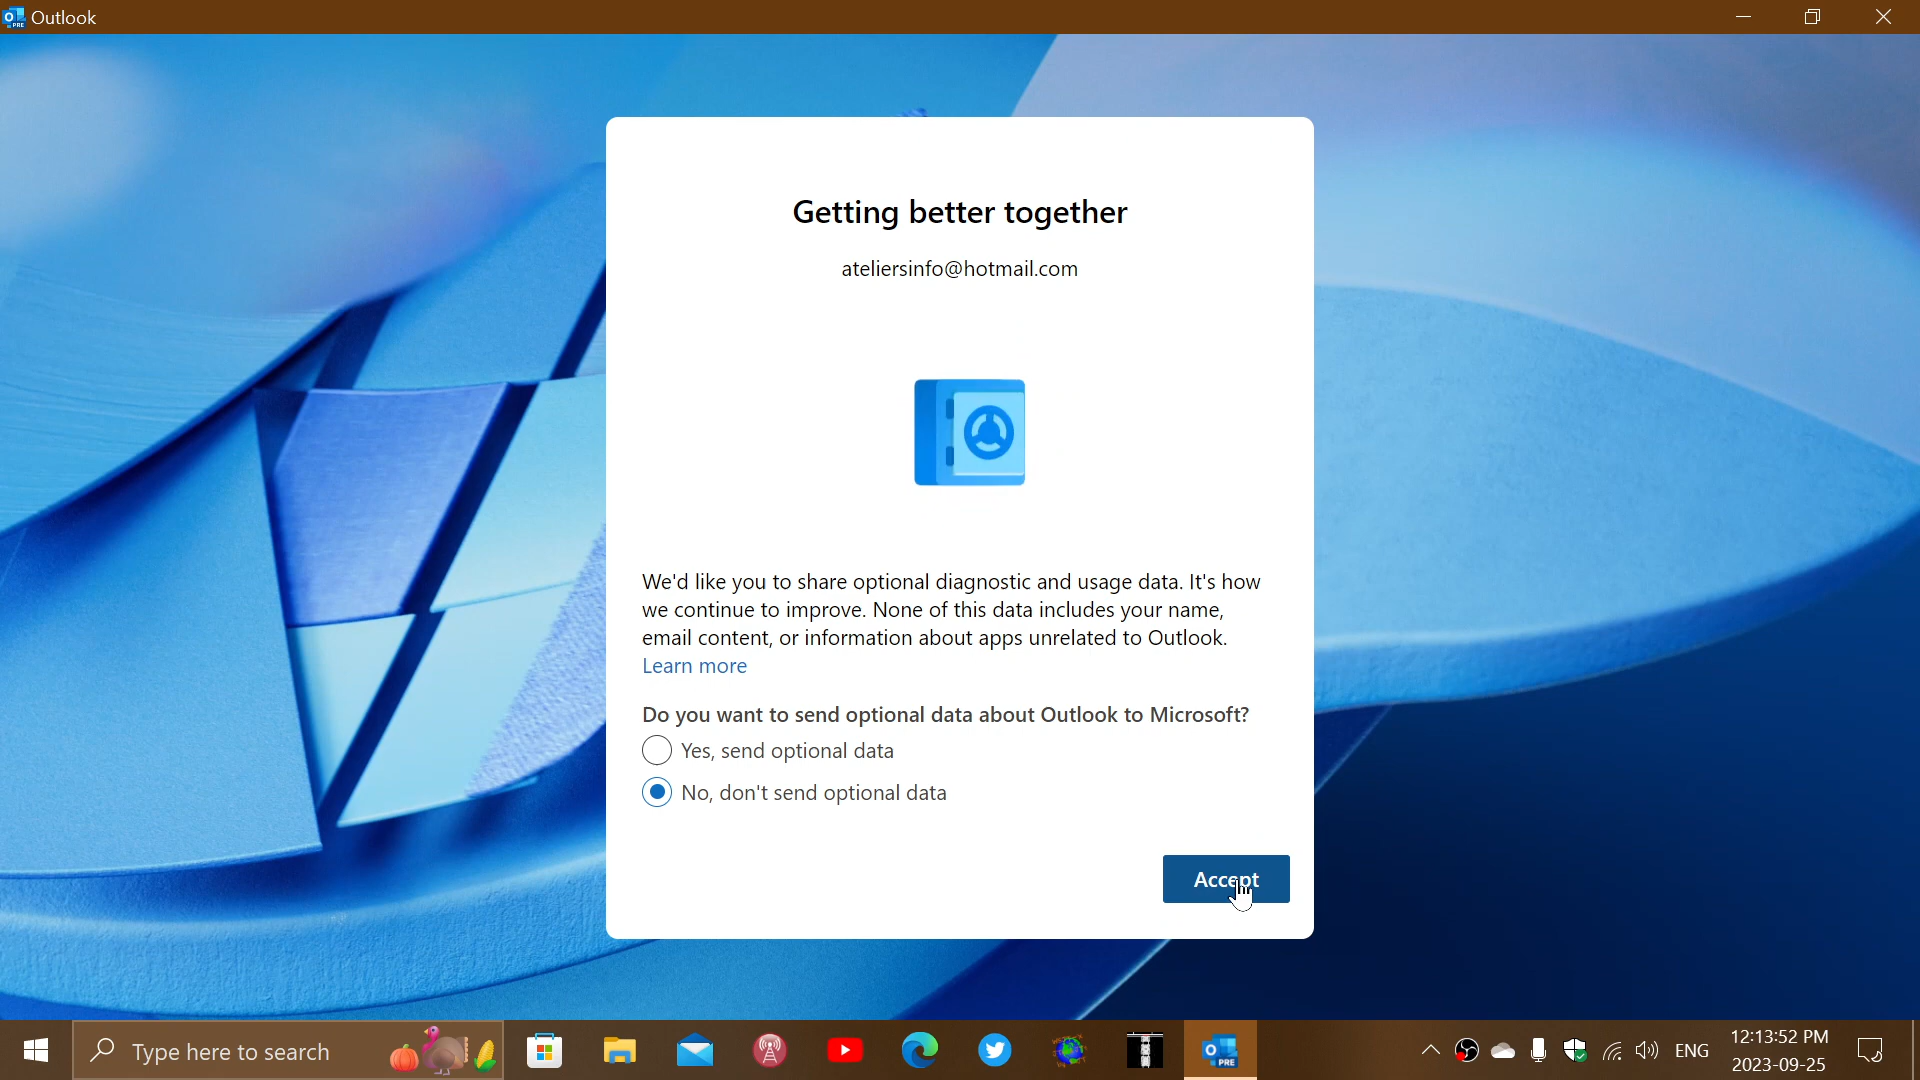 Outlook
Getting better together
ateliersinfo@hotmail.com
We'd like you to share optional diagnostic and usage data. It's how
we continue to improve. None of this data includes your name,
email content, or information about apps unrelated to Outlook.
Learn more
Do you want to send optional data about Outlook to Microsoft?
Yes, send optional data
No, don't send optional data
Accept
Type here to search
PRE
ENG
12:13:52 PM
2023-09-25